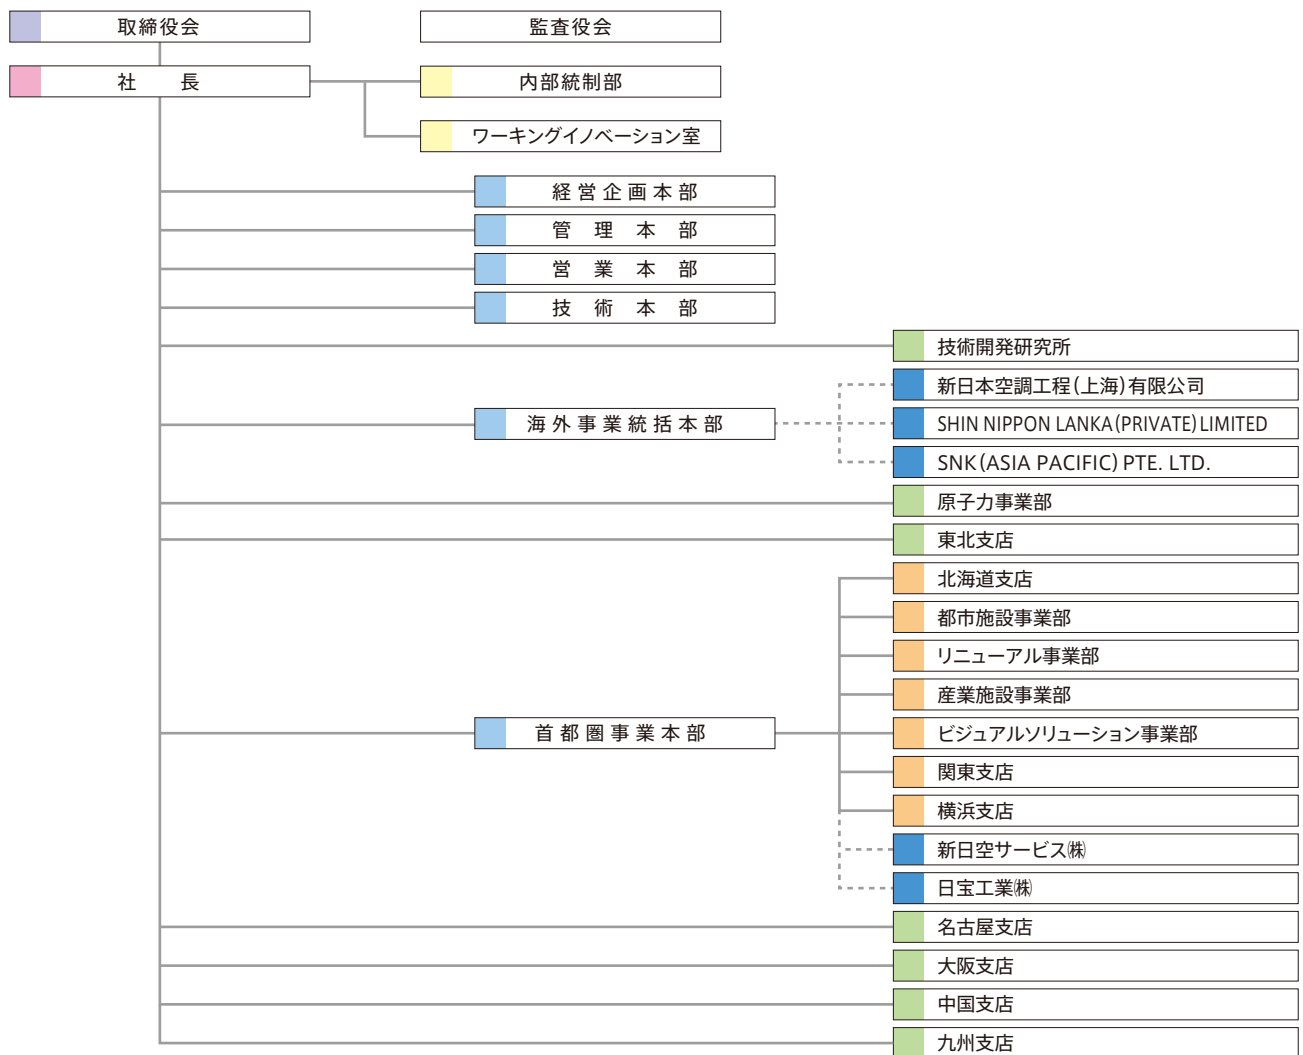 取締役会
監査役会
社長
内部統制部
ワーキングイノベーション室
経営企画本部
管理本部
営業本部
技術本部
技術開発研究所
新日本空調工程(上海)有限公司
海外事業統括本部
SHIN NIPPON LANKA(PRIVATE)LIMITED
SNK(ASIA PACIFIC) PTE. LTD.
原子力事業部
東北支店
北海道支店
都市施設事業部
リニューアル事業部
産業施設事業部
首都圏事業本部
ビジュアルソリューション事業部
関東支店
横浜支店
新日空サービス㈱
日宝工業㈱
名古屋支店
大阪支店
中国支店
九州支店